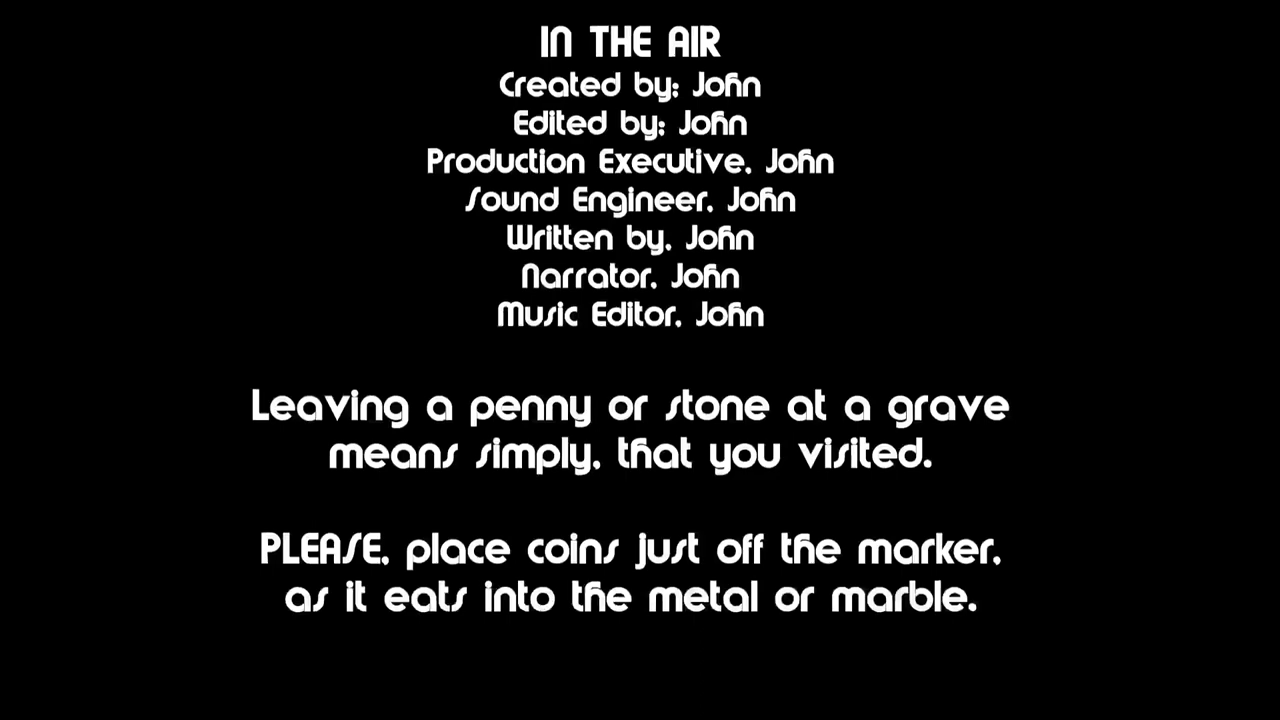 IN THE AIR
Created by: John
Edited by: John
Production Executive, John
Sound Engineer, John
Written by, John
Narrator, John
Music Editor, John
Leaving a penny or stone at a grave
means simply, that you visited.
PLEASE, place coins just off the marker,
as it eats into the metal or marble.